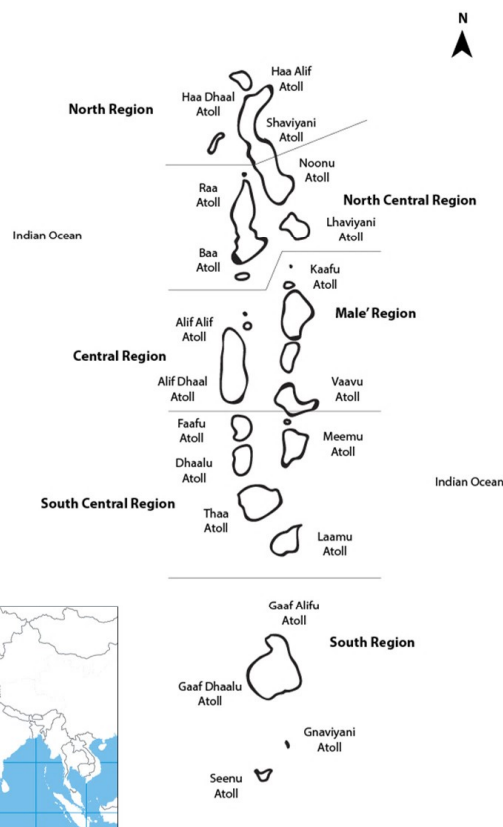 N
Haa Alif
Atoll
Haa Dhaal
Atoll
North Region
Shaviyani
Atoll
Noonu
Atoll
Raa
Atoll
North Central Region
Lhaviyani
Atoll
Indian Ocean
Baa
Atoll
Kaafu
Atoll
Male' Region
Alif Alif
Atoll
Central Region
Alif Dhaal
Atoll
Vaavu
Atoll
Faafu
Atoll
Meemu
Atoll
Dhaalu
Atoll
Indian Ocean
South Central Region
Thaa
Atoll
Laamu
Atoll
Gaaf Alifu
Atoll
South Region
Gaaf Dhaalu
Atoll
Gnaviyani
Atoll
Seenu
Atoll